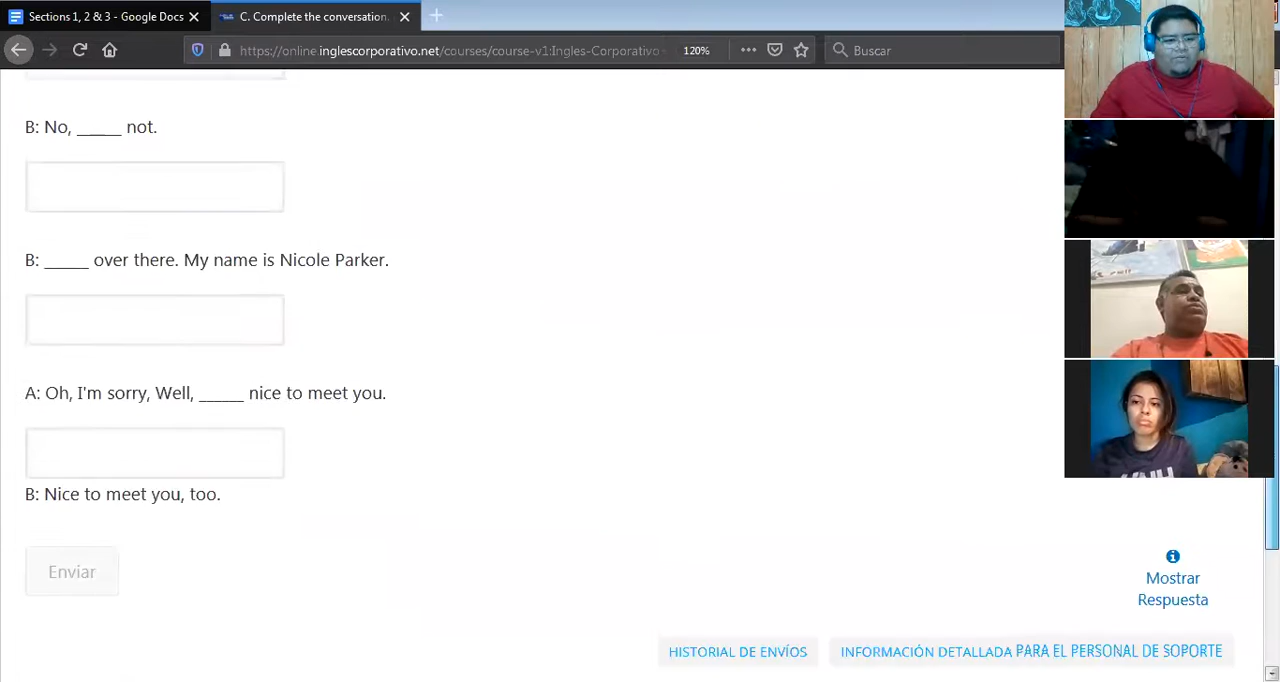 Sections 1, 2 & 3 - Google Docs
C. Complete the conversation.
https://online.inglescorporativo.net/courses/course-v1:Ingles-Corporativo
120%
Buscar
B: No, _____ not.
B: _____ over there. My name is Nicole Parker.
A: Oh, I'm sorry, Well, _____ nice to meet you.
B: Nice to meet you, too.
Enviar
Mostrar
Respuesta
HISTORIAL DE ENVÍOS
INFORMACIÓN DETALLADA PARA EL PERSONAL DE SOPORTE